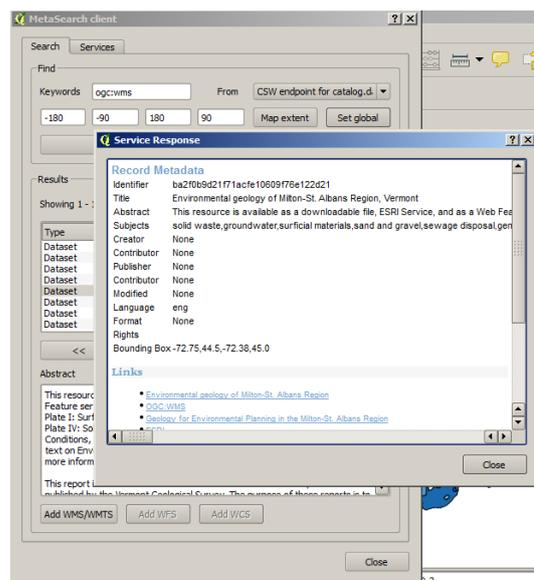 MetaSearch client
Search Services
Find
Keywords ogc:wms From CSW endpoint for catalog.d
-180 -90 180 90 Map extent Set global
Service Response
Results
Showing 1 -
Type
Dataset
Dataset
Dataset
Dataset
Dataset
Dataset
Dataset
Dataset
<<
Abstract
This resourc
Feature ser
Plate I: Surf
Plate IV: So
Conditions,
text on Env
more inform
This report i
published by the Vermont Geological Survey. The purpose of these reports is to
Add WMS/WMTS Add WFS Add WCS
Close
Record Metadata
Identifier ba2f0b9d21f71acfe10609f76e122d21
Title Environmental geology of Milton-St. Albans Region, Vermont
Abstract This resource is available as a downloadable file, ESRI Service, and as a Web Fea
Subjects solid waste,groundwater,surficial materials,sand and gravel,sewage disposal,gen
Creator None
Contributor None
Publisher None
Contributor None
Modified None
Language eng
Format None
Rights
Bounding Box -72.75,44.5,-72.38,45.0
Links
Environmental geology of Milton-St. Albans Region
OGC:WMS
Geology for Environmental Planning in the Milton-St. Albans Region
ESRI
Close